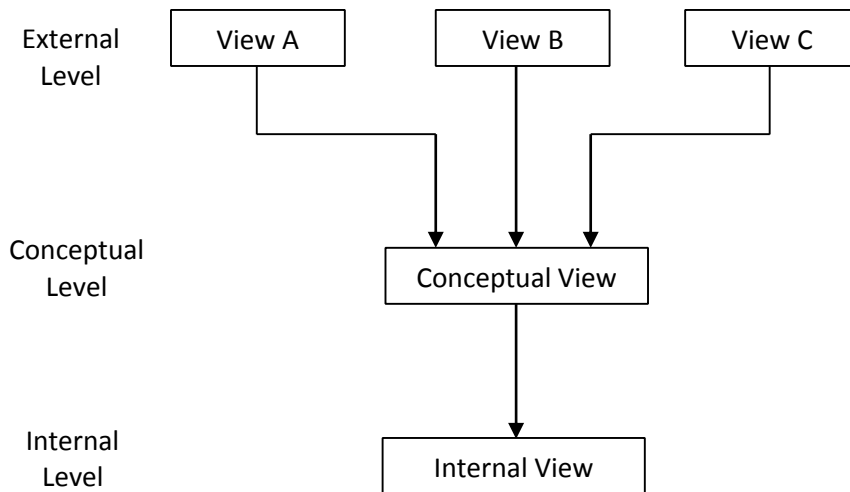 External
Level
View A
View B
View C
Conceptual
Level
Conceptual View
Internal
Level
Internal View